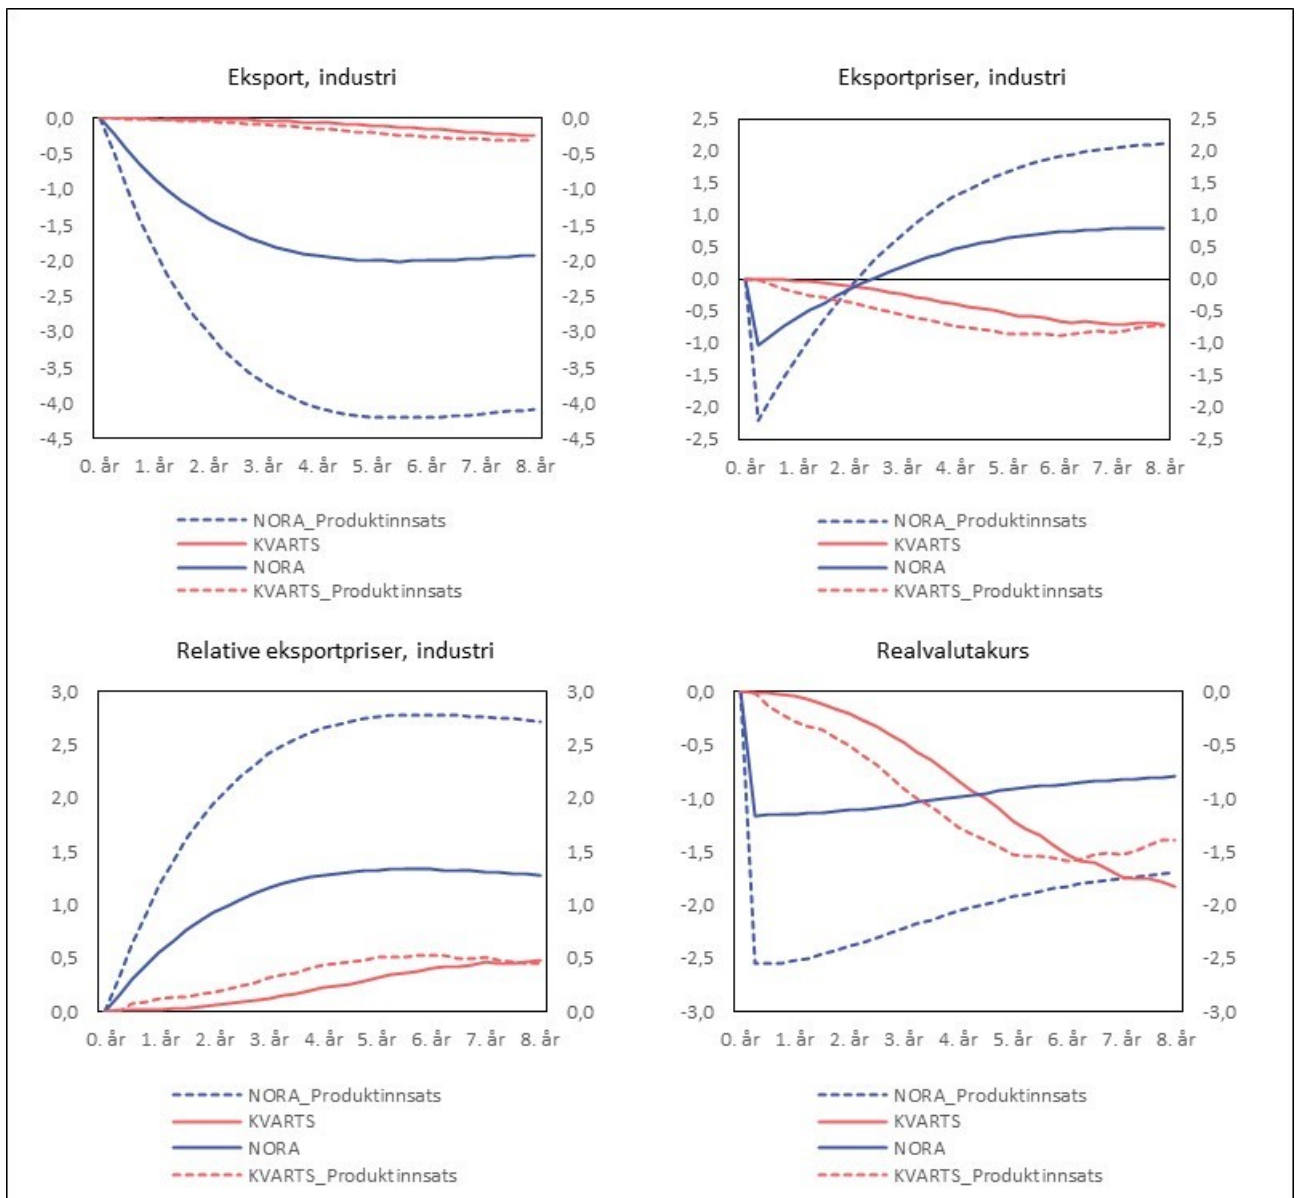 Eksport, industri
0,0
-0,5
-1,0
-1,5
-2,0
-2,5
-3,0
-3,5
-4,0
-4,5
0,0
-0,5
-1,0
-1,5
-2,0
-2,5
-3,0
-3,5
-4,0
-4,5
0. år 1. år 2. år 3. år 4. år 5. år 6. år 7. år 8. år
NORA_Produktinnsats
KVARTS
NORA
KVARTS_Produktinnsats
Eksportpriser, industri
2,5
2,0
1,5
1,0
0,5
0,0
-0,5
-1,0
-1,5
-2,0
-2,5
2,5
2,0
1,5
1,0
0,5
0,0
-0,5
-1,0
-1,5
-2,0
-2,5
0. år 1. år 2. år 3. år 4. år 5. år 6. år 7. år 8. år
NORA_Produktinnsats
KVARTS
NORA
KVARTS_Produktinnsats
Relative eksportpriser, industri
3,0
2,5
2,0
1,5
1,0
0,5
0,0
3,0
2,5
2,0
1,5
1,0
0,5
0,0
0. år 1. år 2. år 3. år 4. år 5. år 6. år 7. år 8. år
NORA_Produktinnsats
KVARTS
NORA
KVARTS_Produktinnsats
Realvalutakurs
0,0
-0,5
-1,0
-1,5
-2,0
-2,5
-3,0
0,0
-0,5
-1,0
-1,5
-2,0
-2,5
-3,0
0. år 1. år 2. år 3. år 4. år 5. år 6. år 7. år 8. år
NORA_Produktinnsats
KVARTS
NORA
KVARTS_Produktinnsats